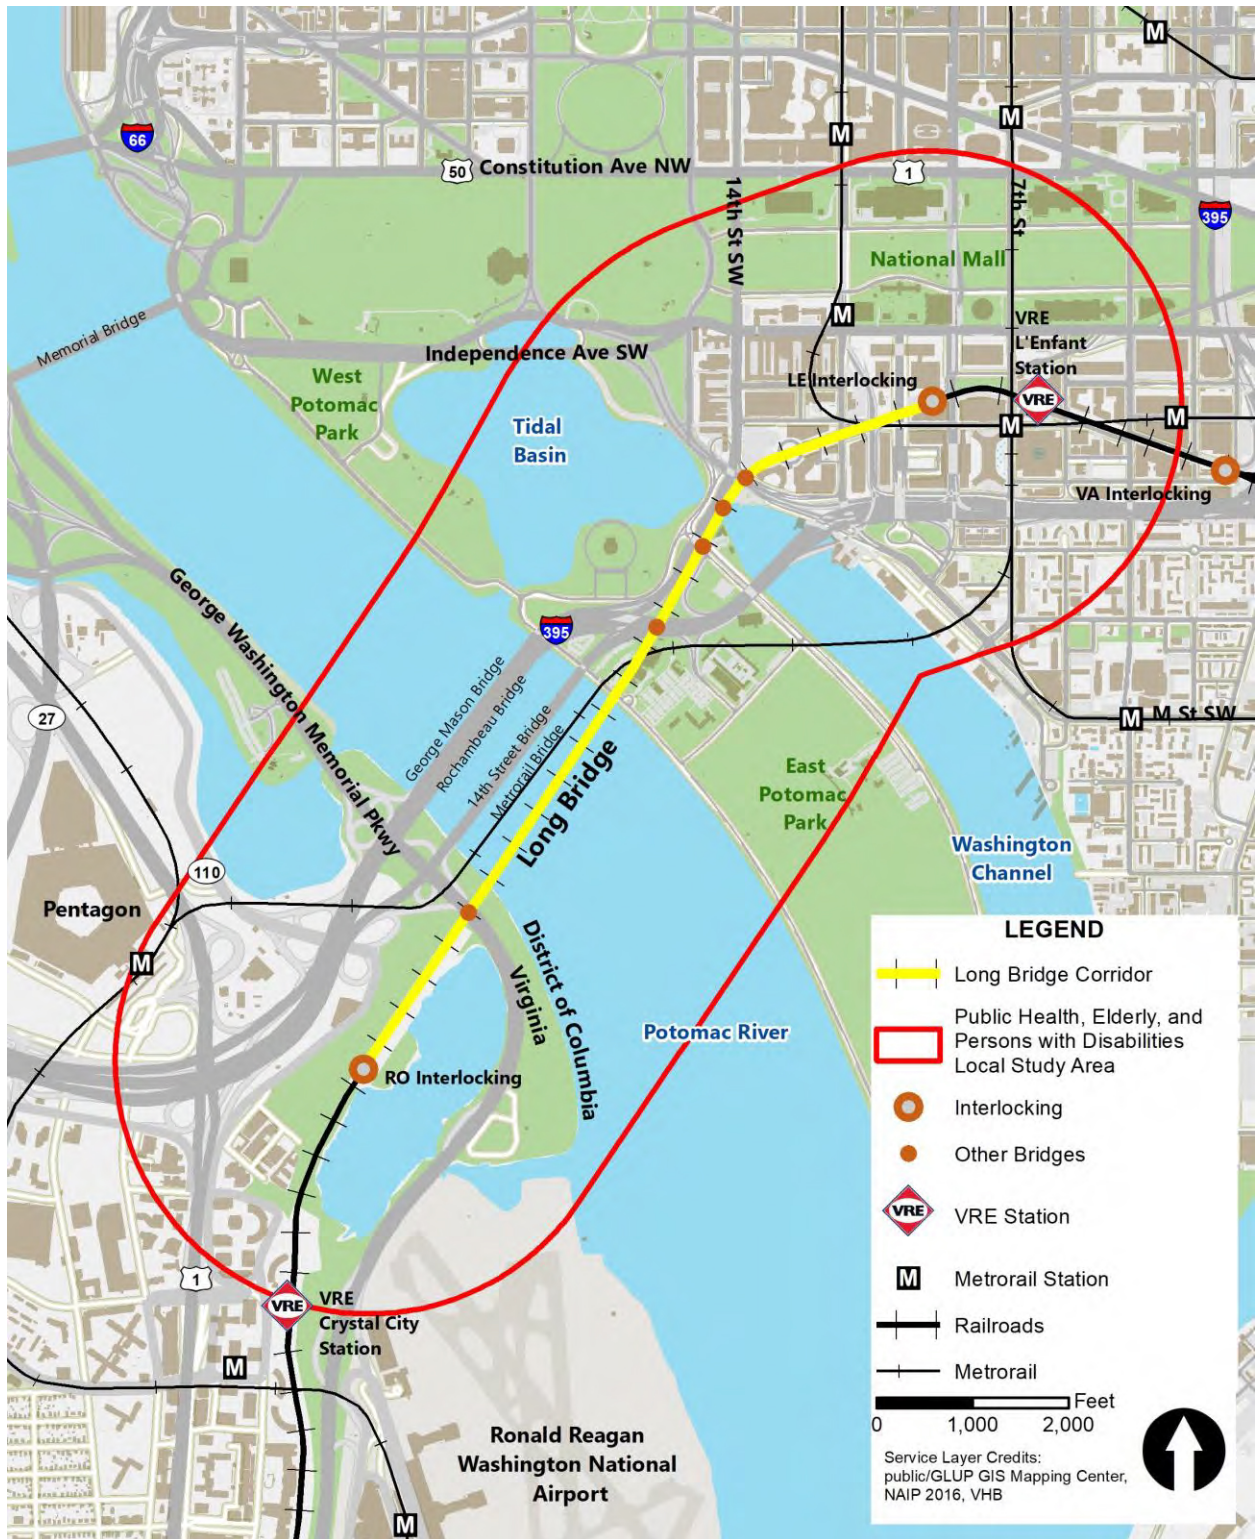 M
M
M
66
50
Constitution Ave NW
1
14th St SW
7th St
395
National Mall
Memorial Bridge
M
VRE
L'Enfant
Station
Independence Ave SW
West
Potomac
Park
LE Interlocking
VRE
Tidal
Basin
M
M
VA Interlocking
George Washington Memorial Pkwy
395
27
George Mason Bridge
Rochambeau Bridge
14th Street Bridge
Metrorail Bridge
Long Bridge
M
M St SW
East
Potomac
Park
Washington
Channel
110
Pentagon
M
District of Columbia
Virginia
Potomac River
RO Interlocking
1
VRE
VRE
Crystal City
Station
M
Ronald Reagan
Washington National
Airport
M
LEGEND
Long Bridge Corridor
Public Health, Elderly, and
Persons with Disabilities
Local Study Area
Interlocking
Other Bridges
VRE
VRE Station
M
Metrorail Station
Railroads
Metrorail
Feet
0 1,000 2,000
Service Layer Credits:
public/GLUP GIS Mapping Center,
NAIP 2016, VHB